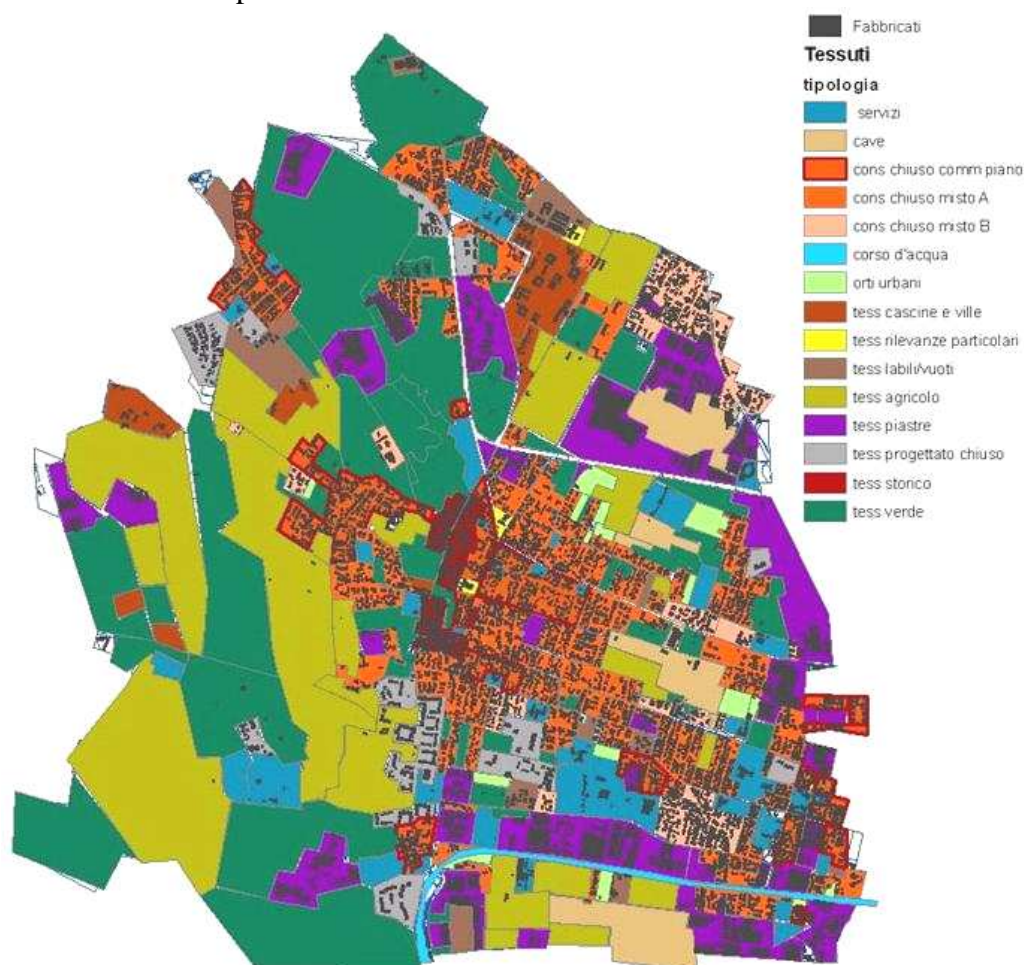 Fabbricati
Tessuti
tipologia
servizi
cave
cons chiuso comm piano
cons chiuso misto A
cons chiuso misto B
corso d'acqua
orti urbani
tess cascine e ville
tess rilevanze particolari
tess labili/vuoti
tess agricolo
tess piastre
tess progettato chiuso
tess storico
tess verde